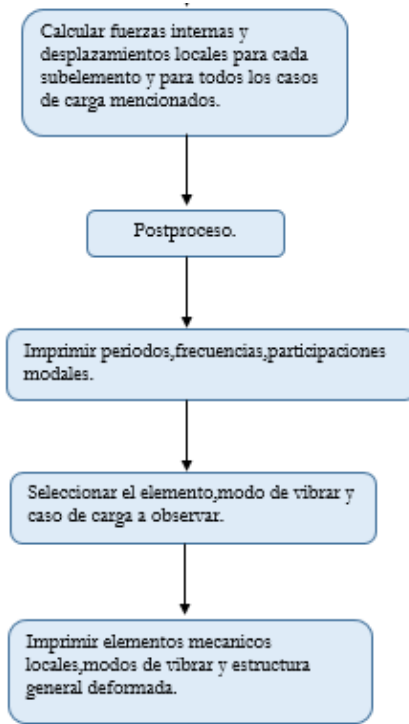 Calcular fuerzas internas y
desplazamientos locales para cada
subelemento y para todos los casos
de carga mencionados.
Postproceso.
Imprimir periodos,frecuencias,participaciones
modales.
Seleccionar el elemento,modo de vibrar y
caso de carga a observar.
Imprimir elementos mecanicos
locales,modos de vibrar y estructura
general deformada.